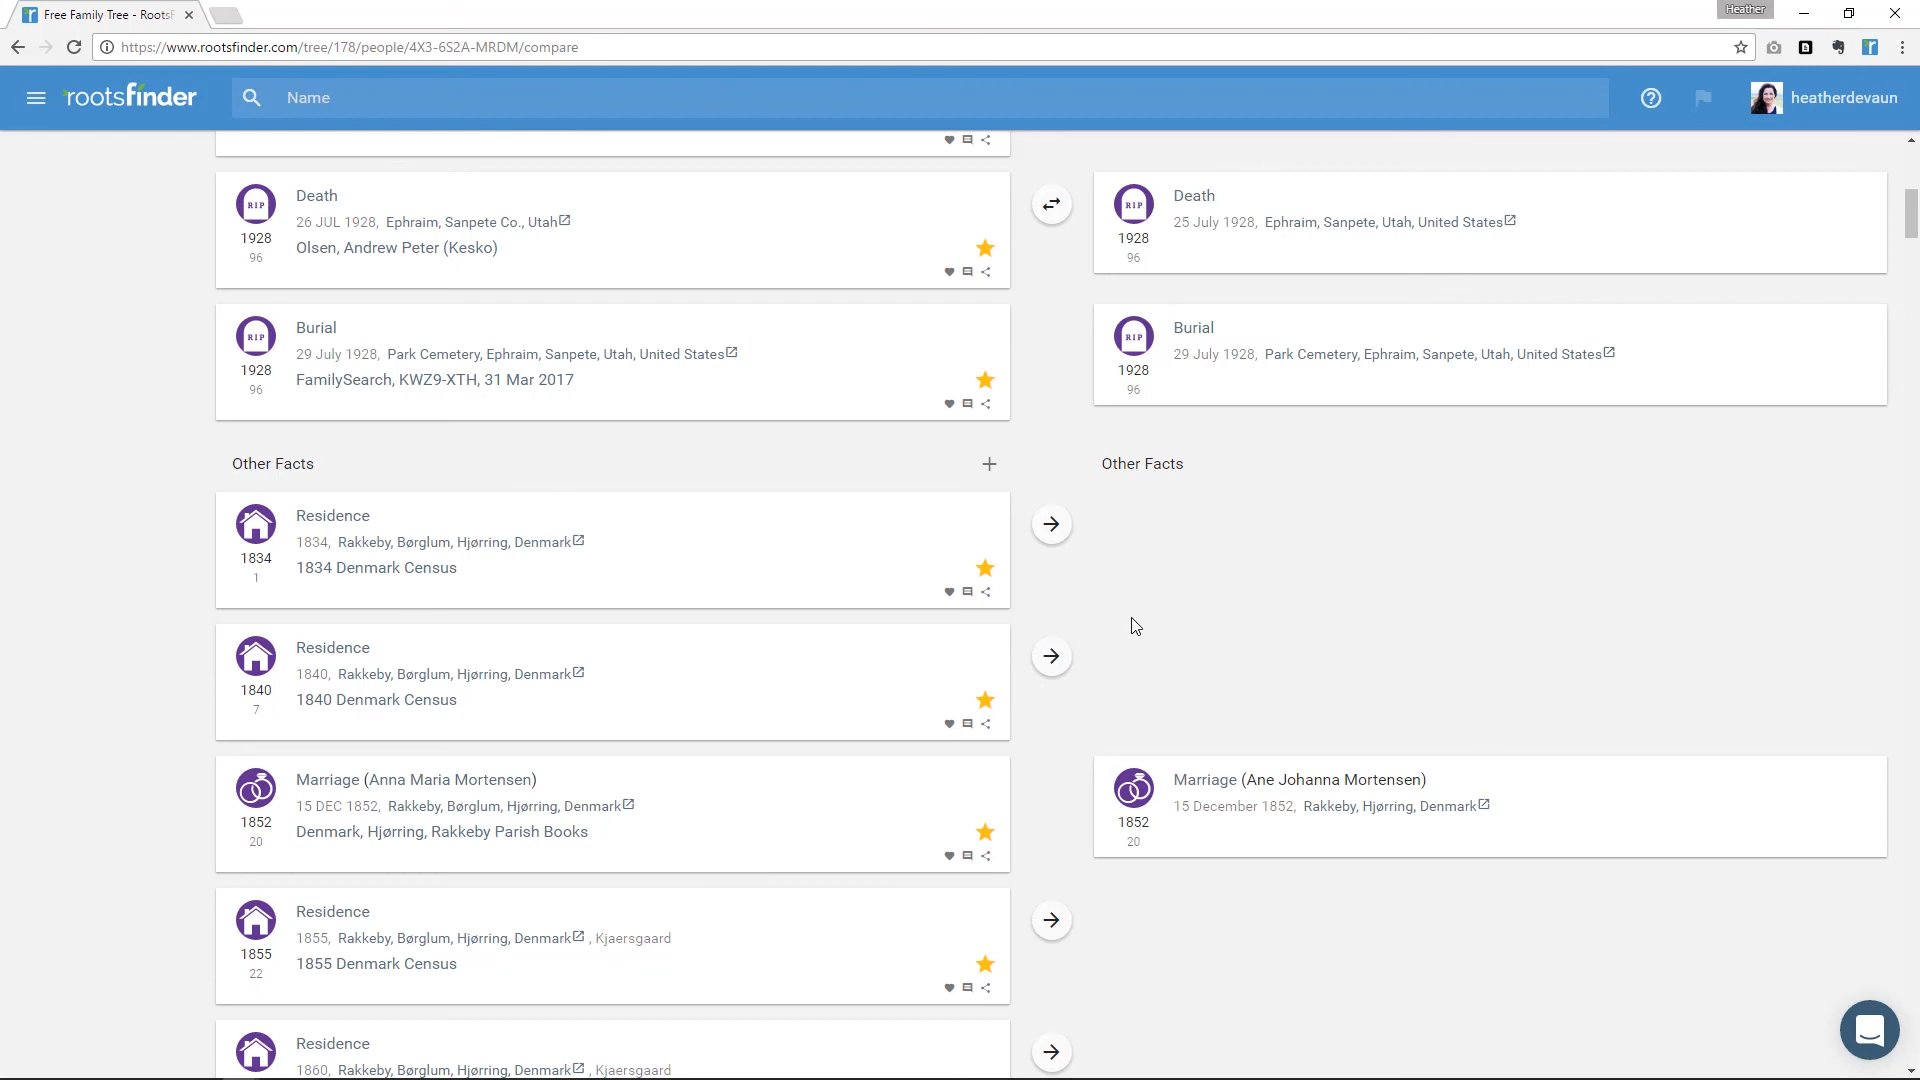 Free Family Tree - RootsF
Heather
https://www.rootsfinder.com/tree/178/people/4X3-6S2A-MRDM/compare
rootsfinder
Name
heatherdevaun
RIP
1928
96
Death
26 JUL 1928, Ephraim, Sanpete Co., Utah
Olsen, Andrew Peter (Kesko)
RIP
1928
96
Death
25 July 1928, Ephraim, Sanpete, Utah, United States
RIP
1928
96
Burial
29 July 1928, Park Cemetery, Ephraim, Sanpete, Utah, United States
FamilySearch, KWZ9-XTH, 31 Mar 2017
RIP
1928
96
Burial
29 July 1928, Park Cemetery, Ephraim, Sanpete, Utah, United States
Other Facts
Other Facts
1834
1
Residence
1834, Rakkeby, Børglum, Hjørring, Denmark
1834 Denmark Census
1840
7
Residence
1840, Rakkeby, Børglum, Hjørring, Denmark
1840 Denmark Census
1852
20
Marriage (Anna Maria Mortensen)
15 DEC 1852, Rakkeby, Børglum, Hjørring, Denmark
Denmark, Hjørring, Rakkeby Parish Books
1852
20
Marriage (Ane Johanna Mortensen)
15 December 1852, Rakkeby, Hjørring, Denmark
1855
22
Residence
1855, Rakkeby, Børglum, Hjørring, Denmark , Kjaersgaard
1855 Denmark Census
Residence
1860, Rakkeby, Børglum, Hjørring, Denmark , Kjaersgaard